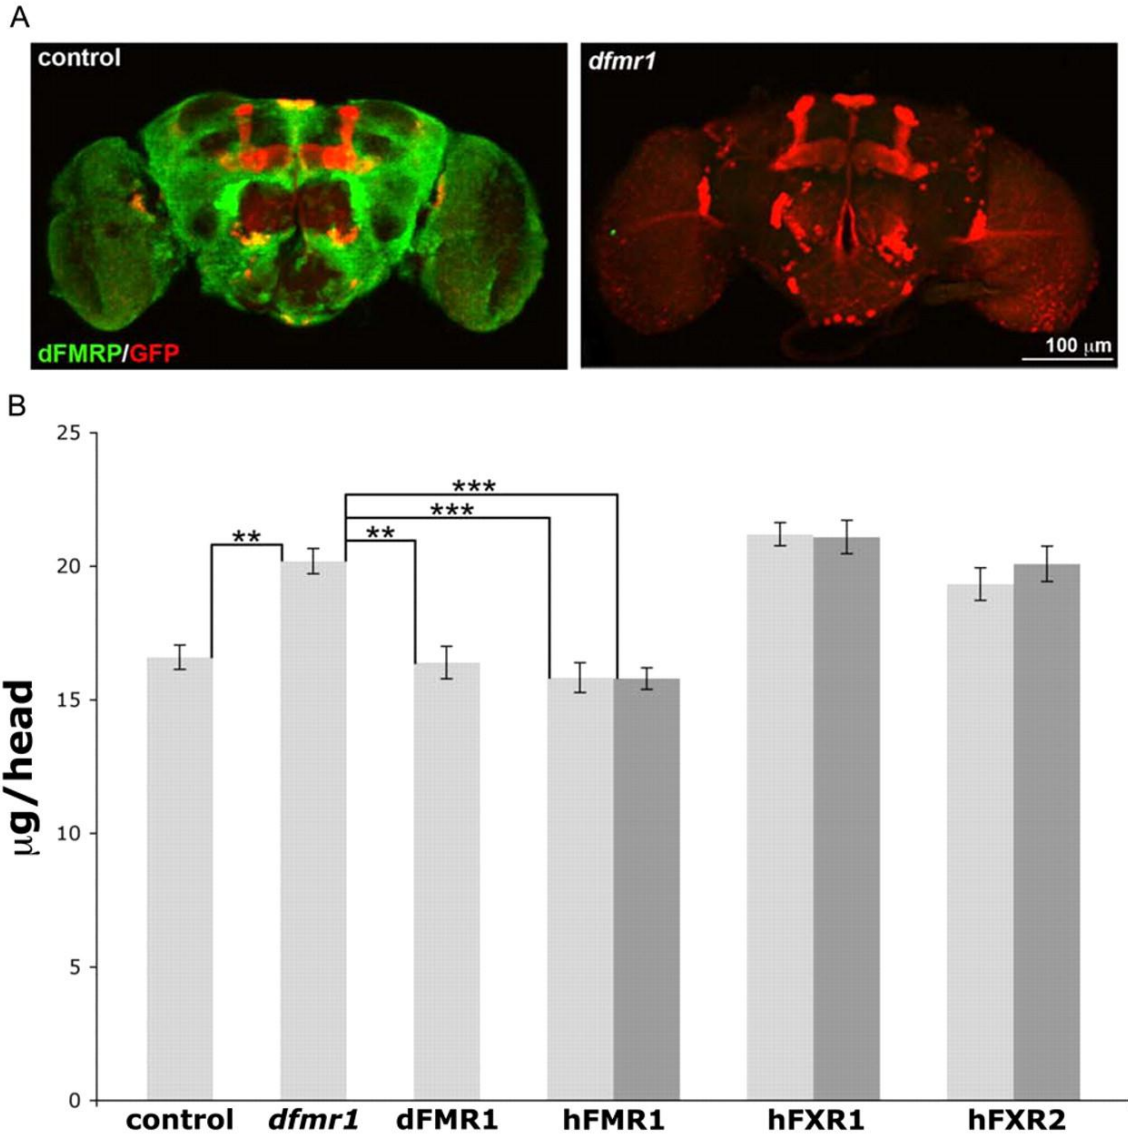 A
control
dfmr1
dFMRP/GFP
100 μm
B
25
20
15
10
5
0
μg/head
**
***
***
**
control dfmr1 dFMR1 hFMR1 hFXR1 hFXR2